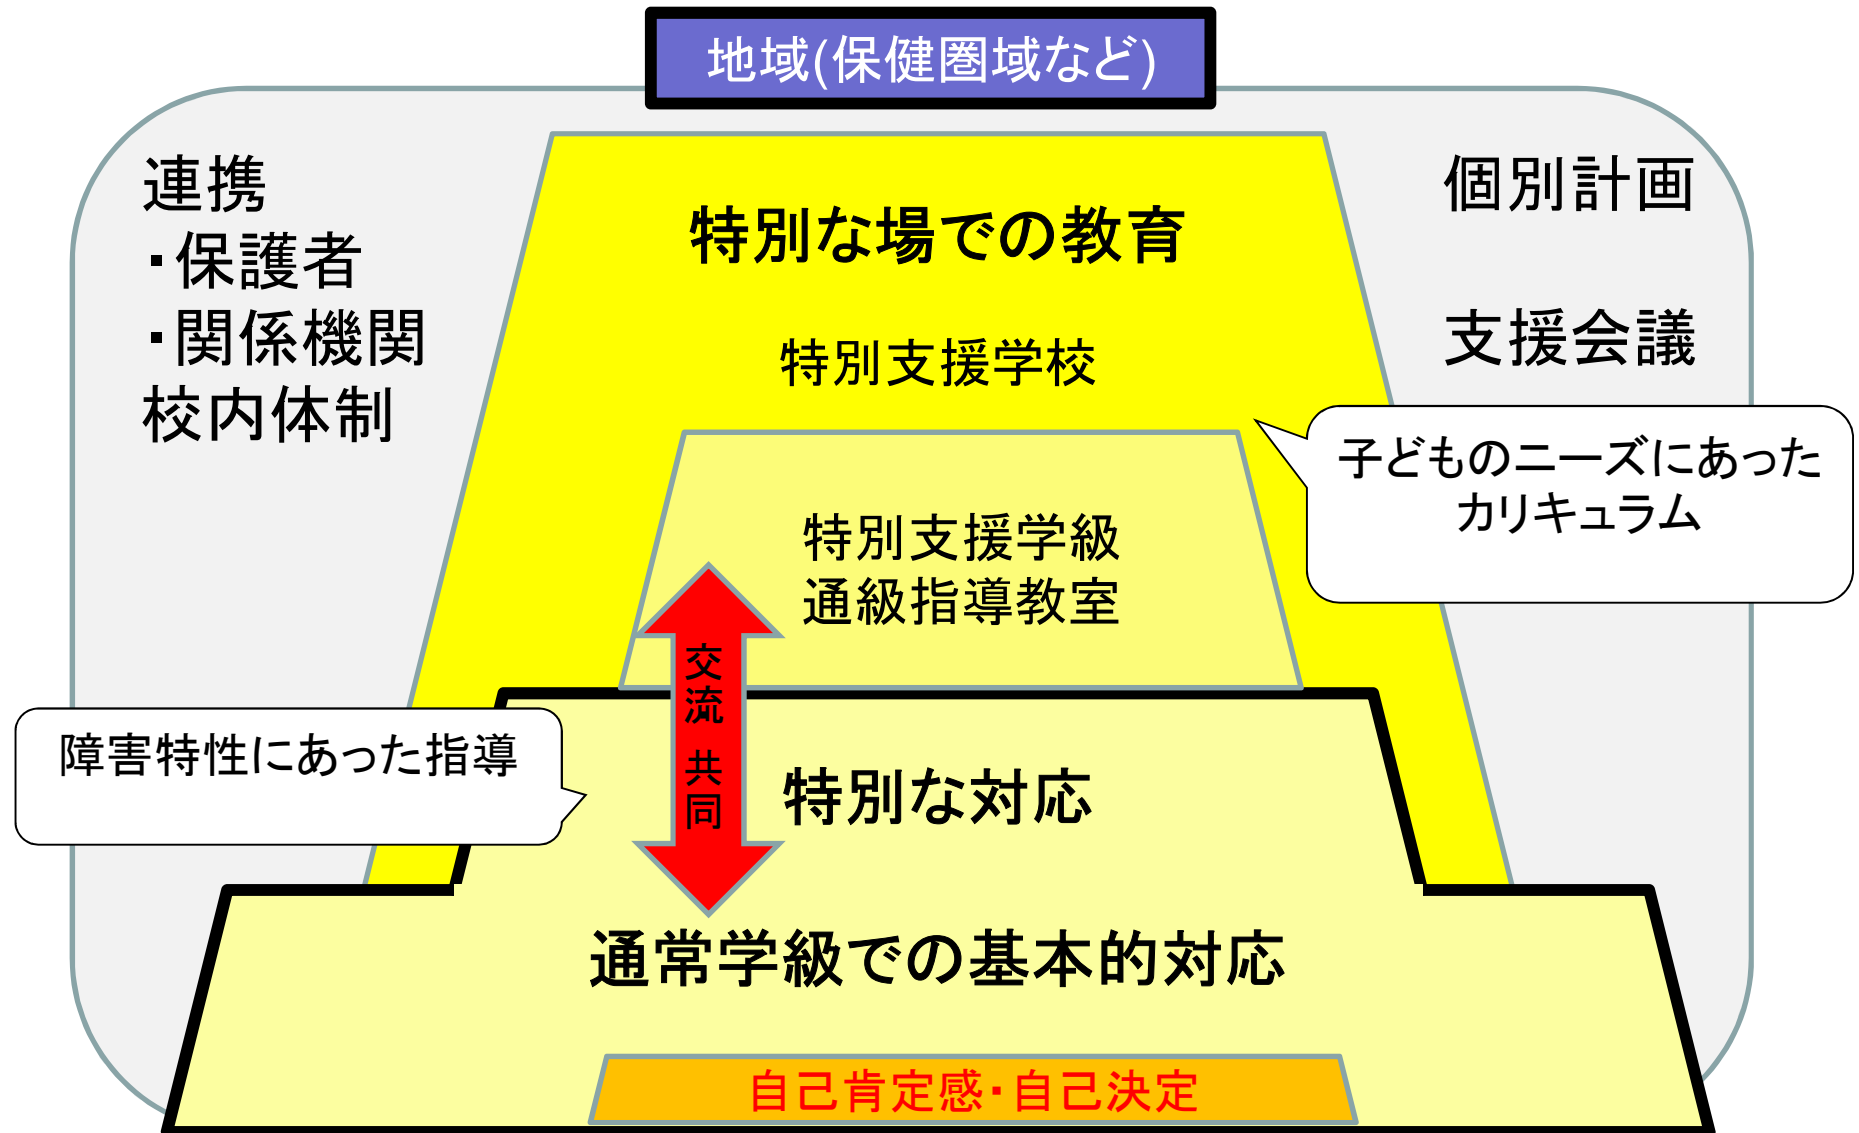 地域(保健圏域など)
連携
・保護者
・関係機関
校内体制
個別計画
支援会議
特別な場での教育
特別支援学校
子どものニーズにあった
カリキュラム
特別支援学級
通級指導教室
交流 共同
障害特性にあった指導
特別な対応
通常学級での基本的対応
自己肯定感・自己決定